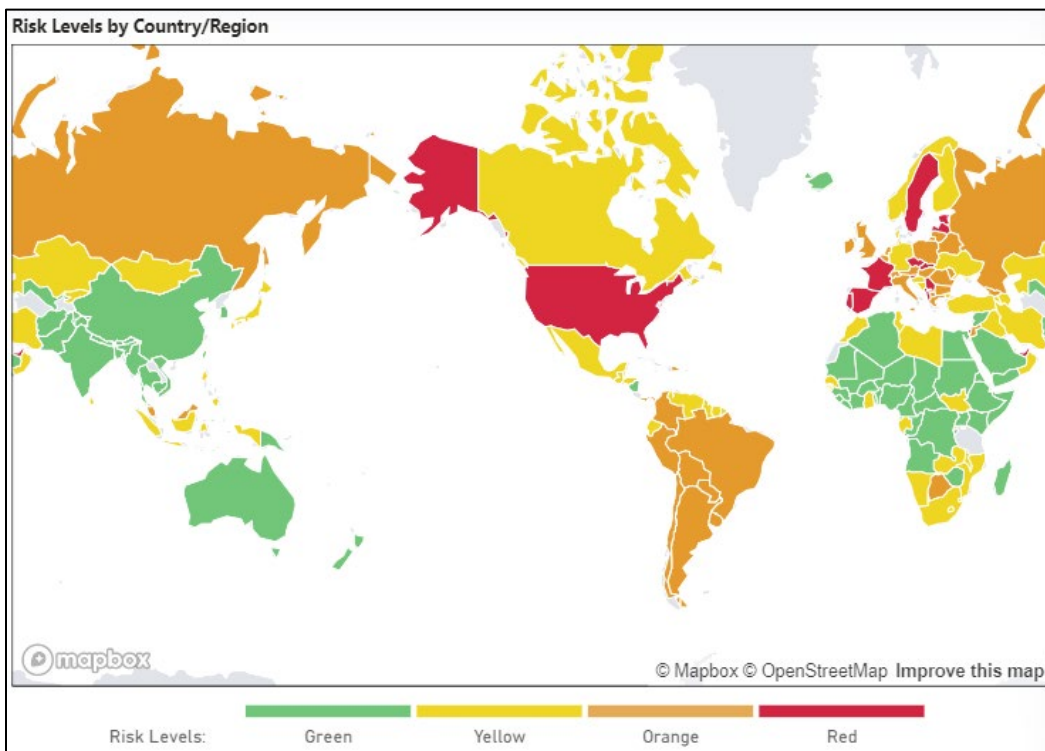 Risk Levels by Country/Region
mapbox
© Mapbox © OpenStreetMap Improve this map
Risk Levels: Green Yellow Orange Red